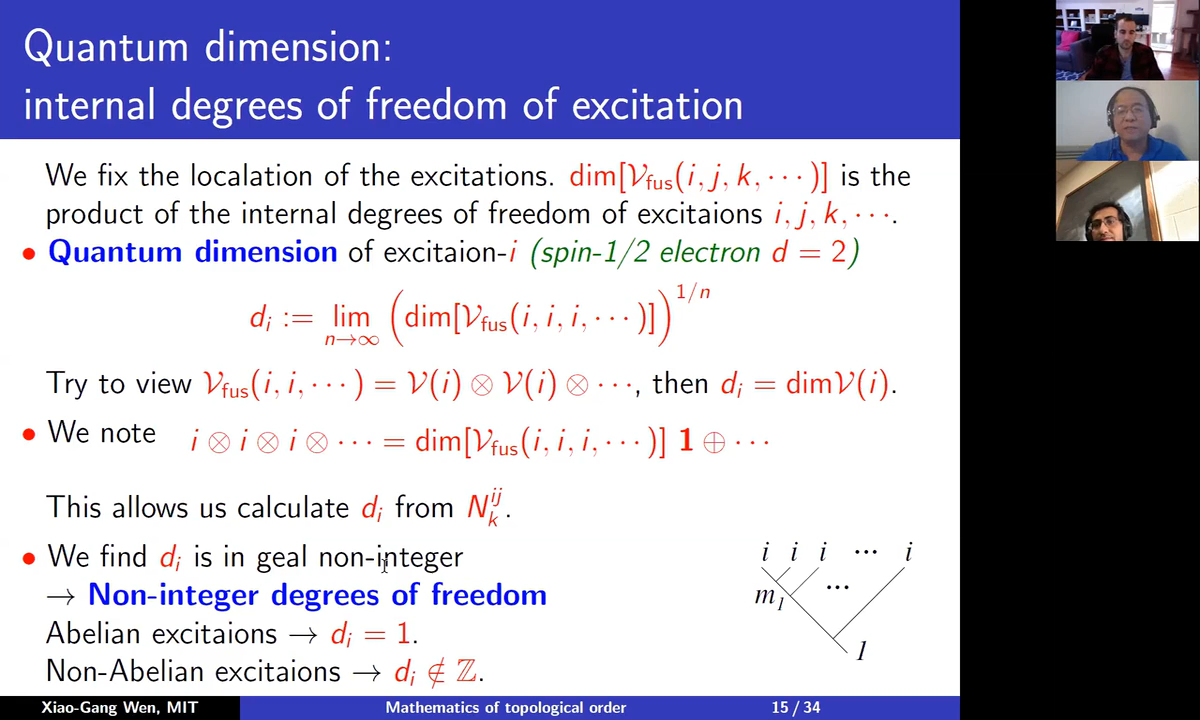 Quantum dimension:
internal degrees of freedom of excitation
We fix the localation of the excitations. dim[𝒱_fus(i, j, k, ⋯)] is the
product of the internal degrees of freedom of excitaions i, j, k, ⋯.
• Quantum dimension of excitaion-i (spin-1/2 electron d = 2)
d_i := lim_{n→∞} (dim[𝒱_fus(i, i, i, ⋯)])^{1/n}
Try to view 𝒱_fus(i, i, ⋯) = 𝒱(i) ⊗ 𝒱(i) ⊗ ⋯, then d_i = dim𝒱(i).
• We note i ⊗ i ⊗ i ⊗ ⋯ = dim[𝒱_fus(i, i, i, ⋯)] 1 ⊕ ⋯
This allows us calculate d_i from N_k^{ij}.
• We find d_i is in geal non-integer
→ Non-integer degrees of freedom
Abelian excitaions → d_i = 1.
Non-Abelian excitaions → d_i ∉ ℤ.
i i i ⋯ i
⋯
m_1
1
Xiao-Gang Wen, MIT Mathematics of topological order 15 / 34